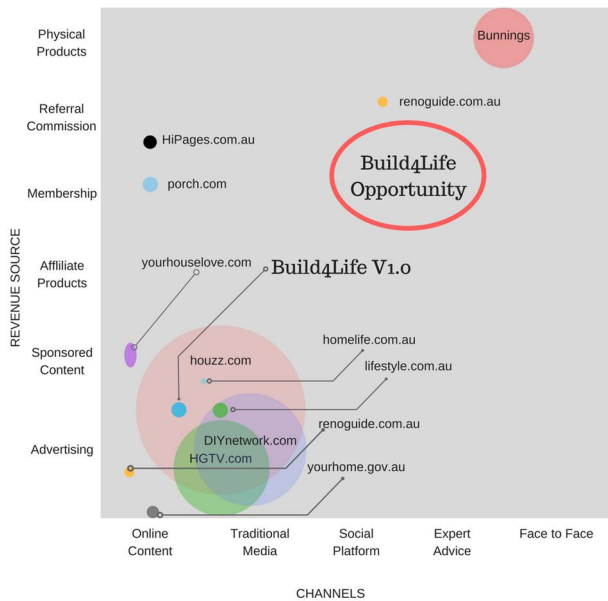 Physical
Products
Bunnings
Referral
Commission
renoguide.com.au
HiPages.com.au
Build4Life
Opportunity
Membership
porch.com
REVENUE SOURCE
Affliliate
Products
yourhouselove.com
Build4Life V1.0
Sponsored
Content
houzz.com
homelife.com.au
lifestyle.com.au
renoguide.com.au
Advertising
DIYnetwork.com
HGTV.com
yourhome.gov.au
Online
Content
Traditional
Media
Social
Platform
Expert
Advice
Face to Face
CHANNELS